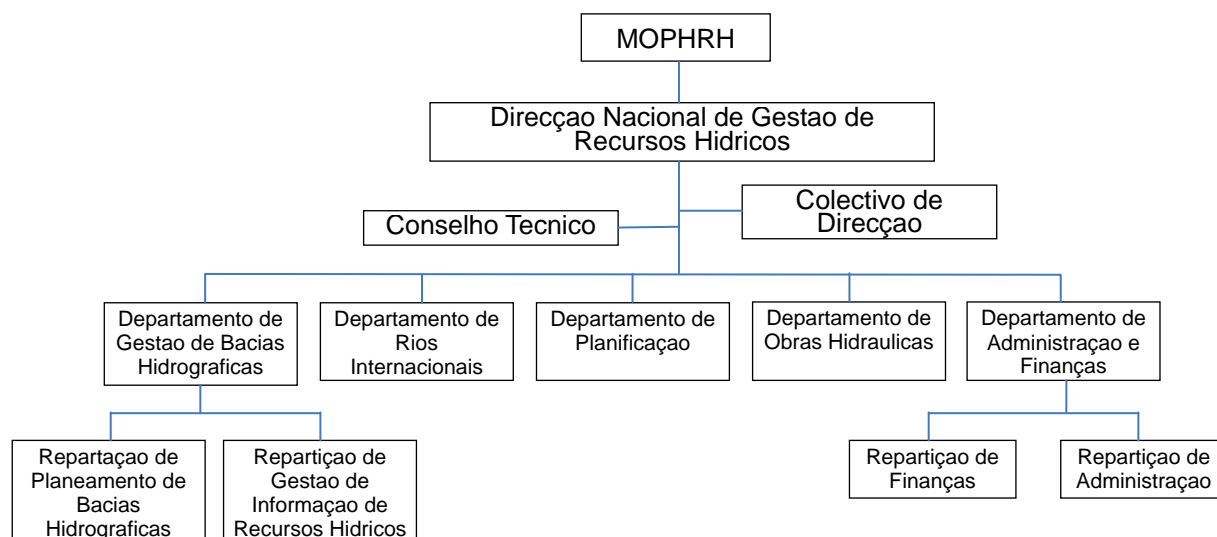 MOPHRH
Direcçao Nacional de Gestao de
Recursos Hidricos
Colectivo de
Direcçao
Conselho Tecnico
Departamento de
Gestao de Bacias
Hidrograficas
Departamento de
Rios
Internacionais
Departamento de
Planificaçao
Departamento de
Obras Hidraulicas
Departamento de
Administraçao e
Finanças
Repartaçao de
Planeamento de
Bacias
Hidrograficas
Repartiçao de
Gestao de
Informaçao de
Recursos Hidricos
Repartiçao de
Finanças
Repartiçao de
Administraçao